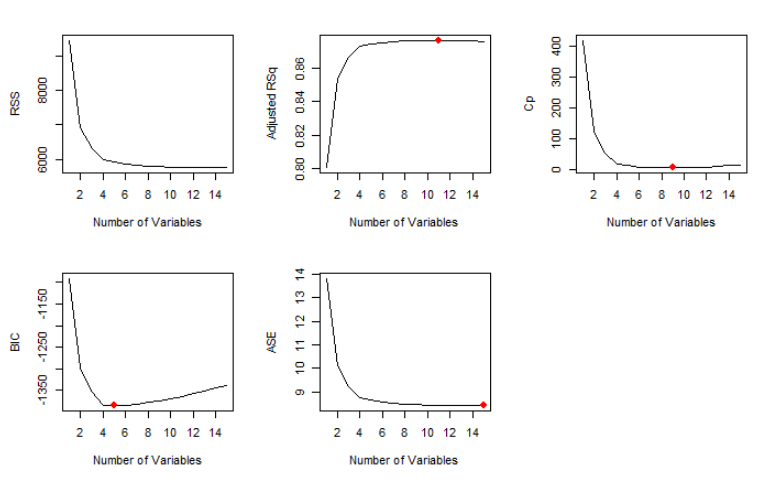 RSS
6000
8000
2 4 6 8 10 12 14
Number of Variables
Adjusted RSq
0.80 0.82 0.84 0.86
2 4 6 8 10 12 14
Number of Variables
Cp
0 100 200 300 400
2 4 6 8 10 12 14
Number of Variables
BIC
-1350 -1250 -1150
2 4 6 8 10 12 14
Number of Variables
ASE
9 10 11 12 13 14
2 4 6 8 10 12 14
Number of Variables